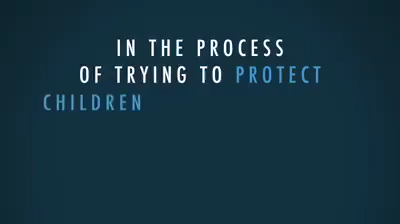 IN THE PROCESS
OF TRYING TO PROTECT
CHILDREN